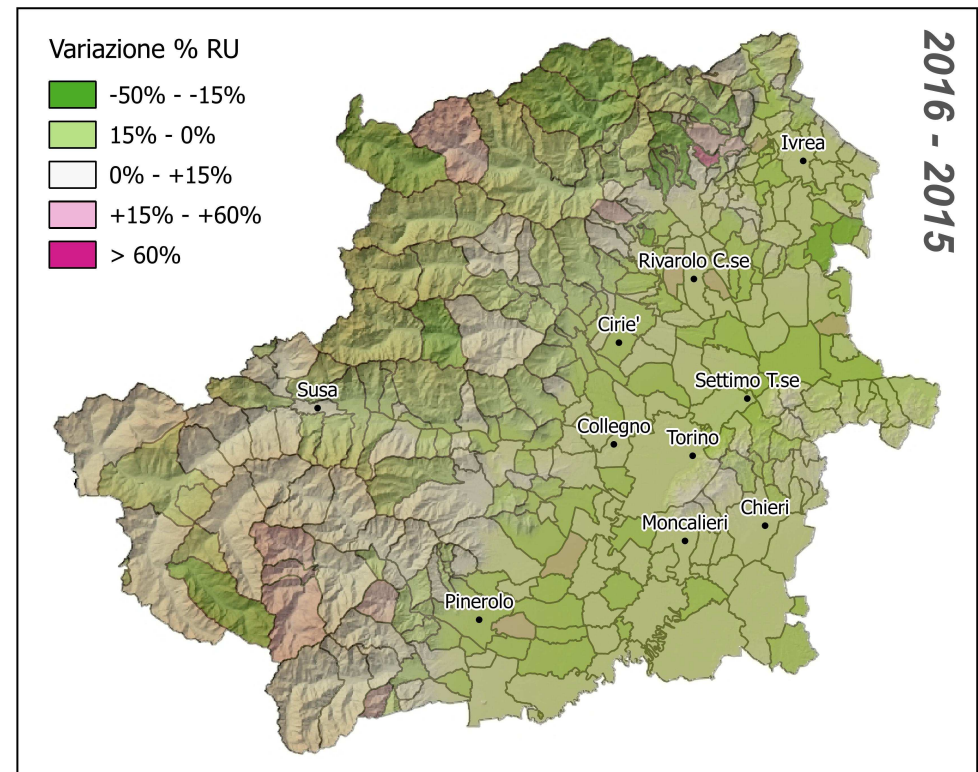 Variazione % RU
-50% - -15%
15% - 0%
0% - +15%
+15% - +60%
> 60%
2016 - 2015
Ivrea
Rivarolo C.se
Cirie'
Settimo T.se
Susa
Collegno
Torino
Chieri
Moncalieri
Pinerolo